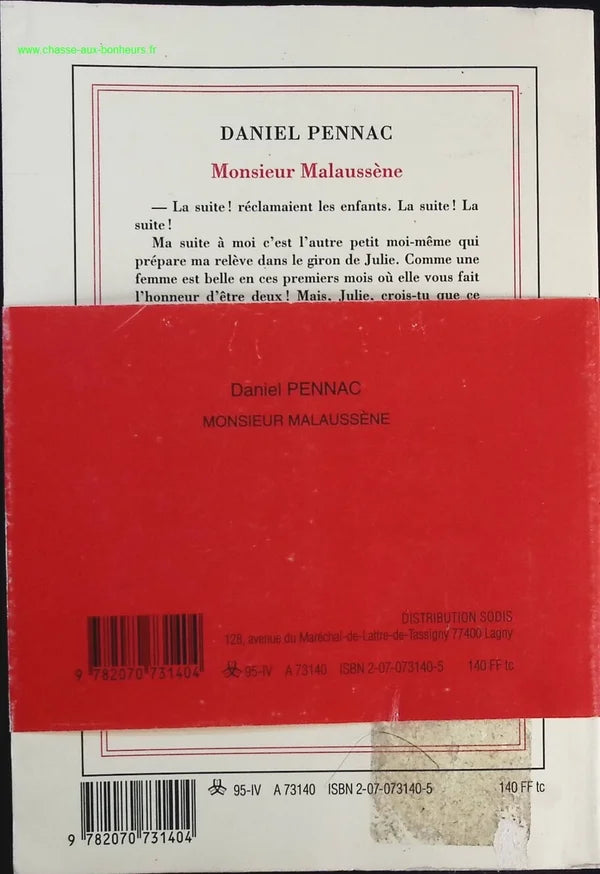 www.chasse-aux-bonheurs.fr
DANIEL PENNAC
Monsieur Malaussène
— La suite ! réclamaient les enfants. La suite ! La
suite !
Ma suite à moi c'est l'autre petit moi-même qui
prépare ma relève dans le giron de Julie. Comme une
femme est belle en ces premiers mois où elle vous fait
l'honneur d'être deux ! Mais, Julie, crois-tu que ce
Daniel PENNAC
MONSIEUR MALAUSSÈNE
DISTRIBUTION SODIS
128, avenue du Maréchal-de-Lattre-de-Tassigny 77400 Lagny
9 782070 731404 95-IV A 73140 ISBN 2-07-073140-5 140 FF tc
95-IV A 73140 ISBN 2-07-073140-5 140 FF tc
9 782070 731404